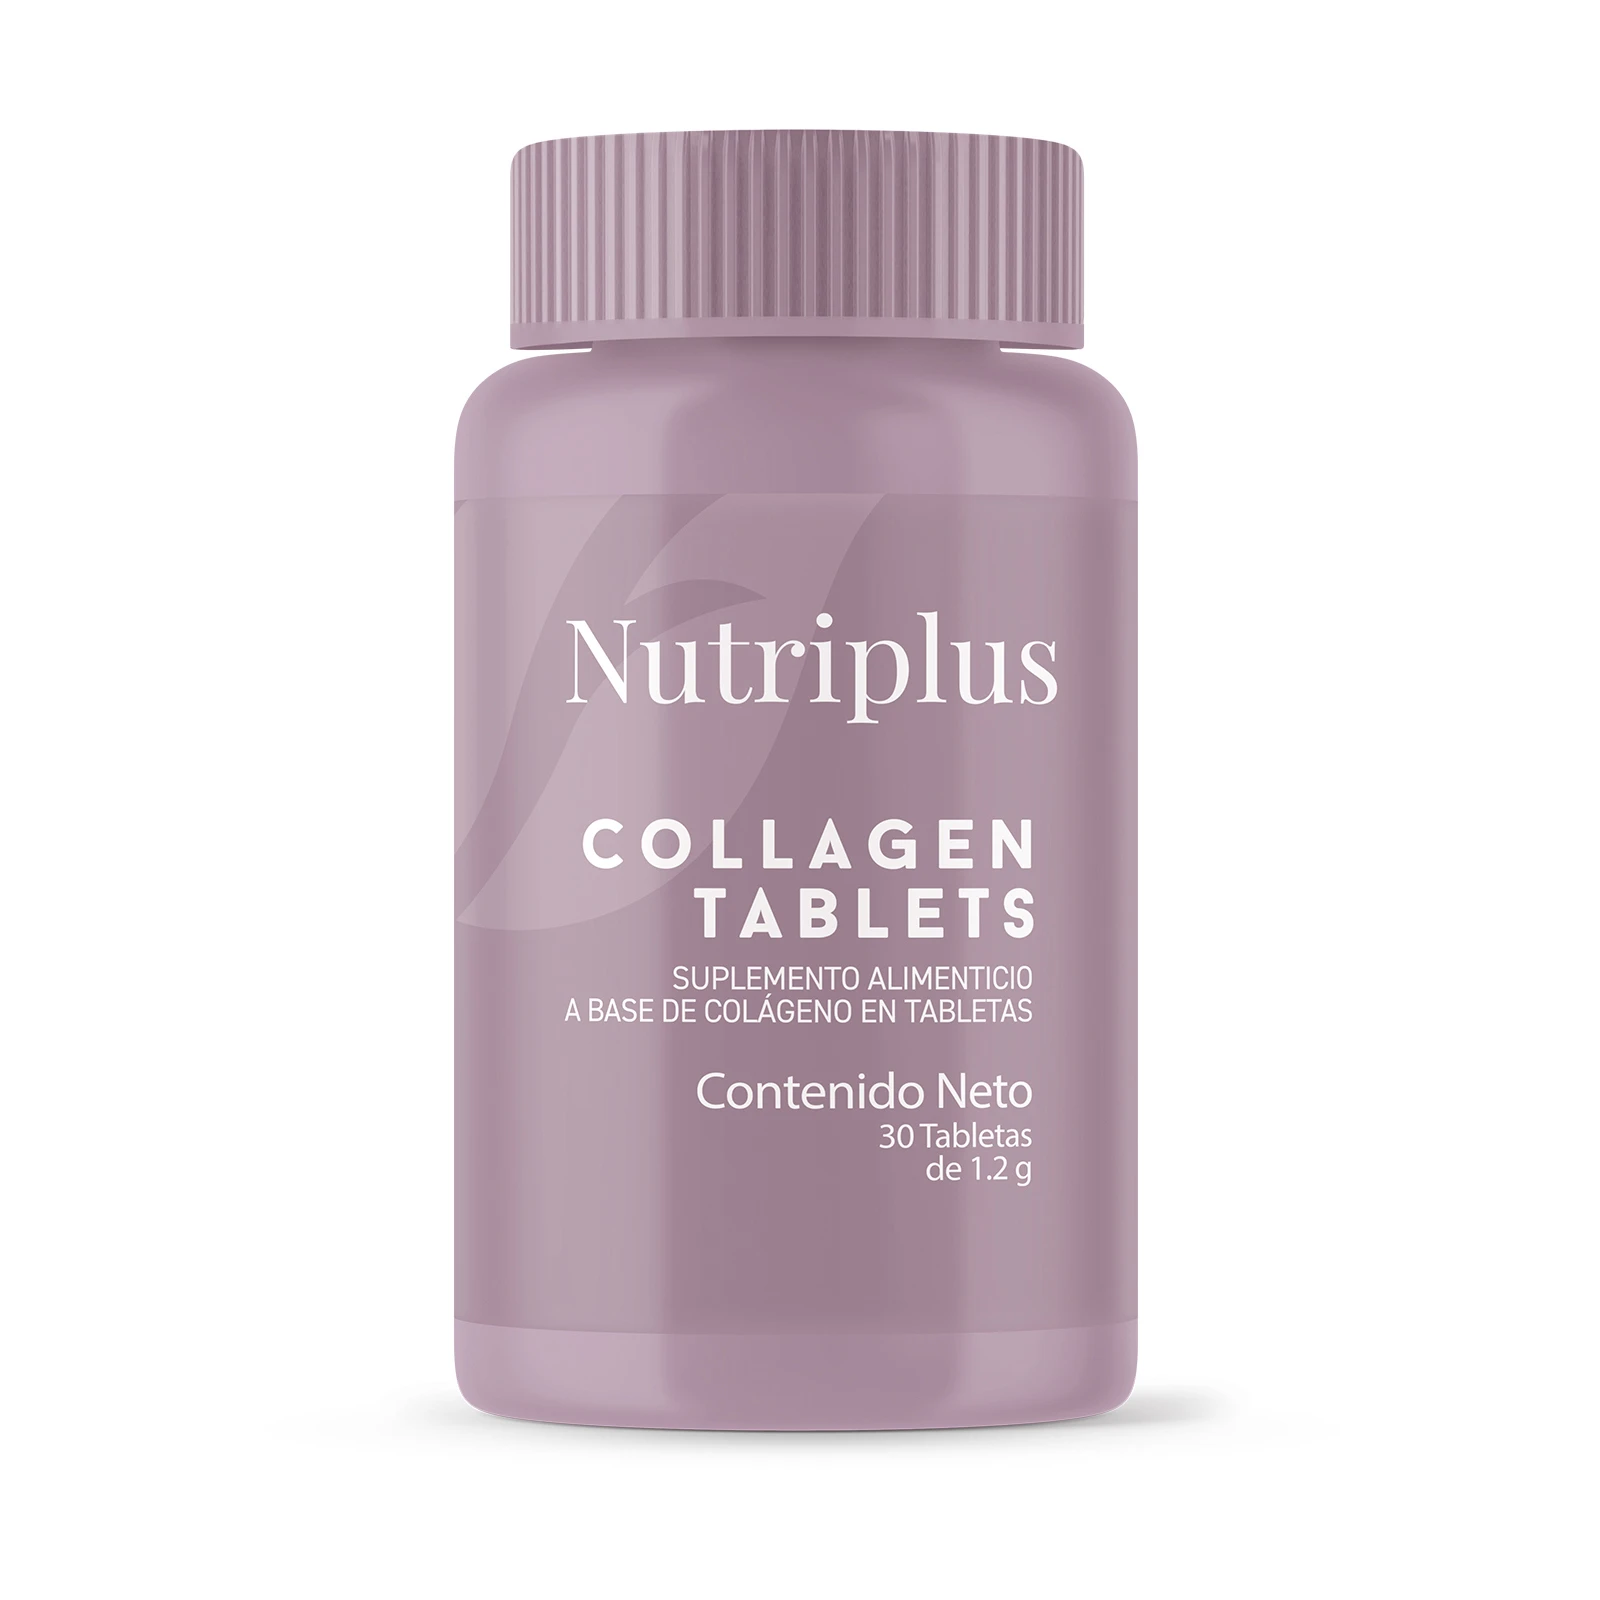 Nutriplus
COLLAGEN
TABLETS
SUPLEMENTO ALIMENTICIO
A BASE DE COLÁGENO EN TABLETAS
Contenido Neto
30 Tabletas
de 1.2 g